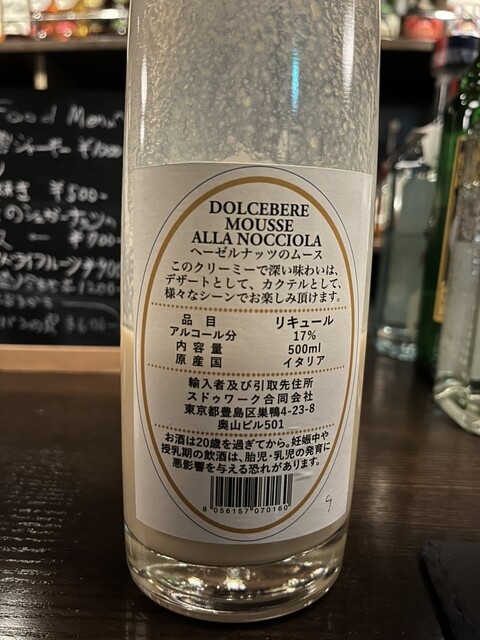 DOLCEBERE
MOUSSE
ALLA NOCCIOLA
ヘーゼルナッツのムース
このクリーミーで深い味わいは、
デザートとして、カクテルとして、
様々なシーンでお楽しみ頂けます。
品目 リキュール
アルコール分 17%
内容量 500ml
原産国 イタリア
輸入者及び引取先住所
スドゥワーク合同会社
東京都豊島区巣鴨4-23-8
奥山ビル501
お酒は20歳を過ぎてから。妊娠中や
授乳期の飲酒は、胎児・乳児の発育に
悪影響を与える恐れがあります。
8 056157 070160
Food Menu
ジャーキー ¥1000
¥500-